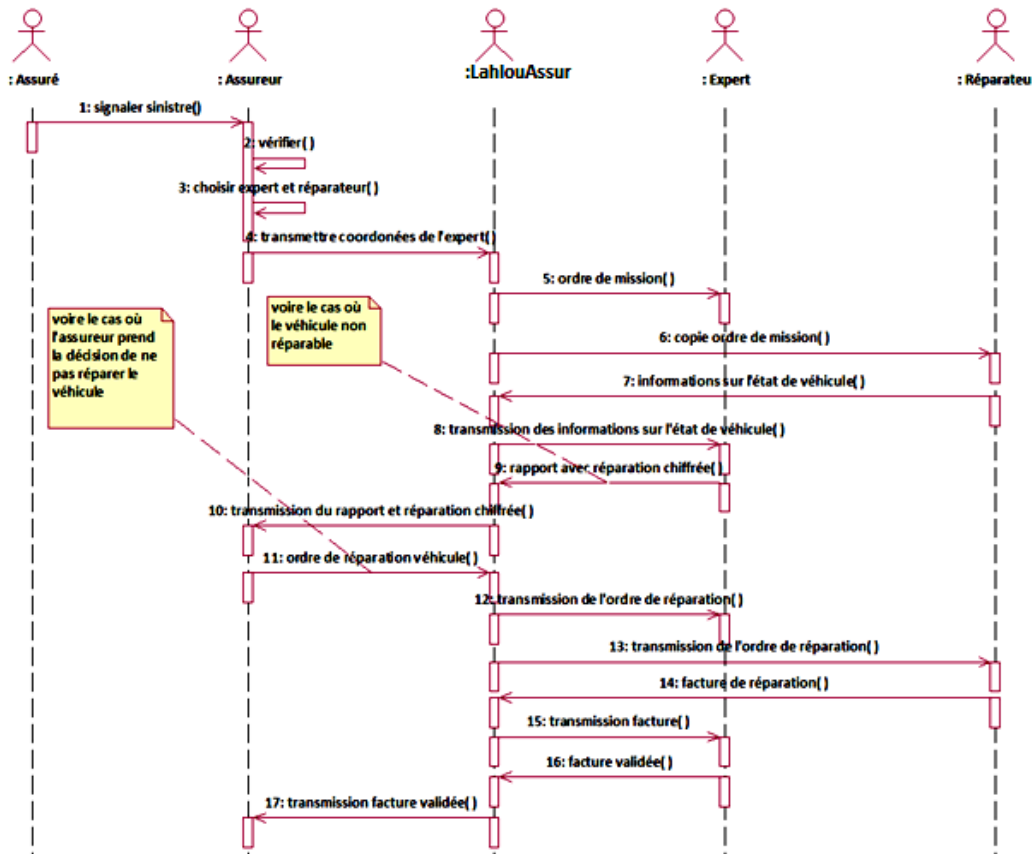 : Assuré
: Assureur
:LahlouAssur
: Expert
: Réparateu
1: signaler sinistre()
2: vérifier( )
3: choisir expert et réparateur( )
4: transmettre coordonées de l'expert()
5: ordre de mission( )
voire le cas où
l'assureur prend
la décision de ne
pas réparer le
véhicule
voire le cas où
le véhicule non
réparable
6: copie ordre de mission( )
7: informations sur l'état de véhicule( )
8: transmission des informations sur l'état de véhicule( )
9: rapport avec réparation chiffrée( )
10: transmission du rapport et réparation chiffrée( )
11: ordre de réparation véhicule( )
12: transmission de l'ordre de réparation( )
13: transmission de l'ordre de réparation( )
14: facture de réparation( )
15: transmission facture( )
16: facture validée( )
17: transmission facture validée( )